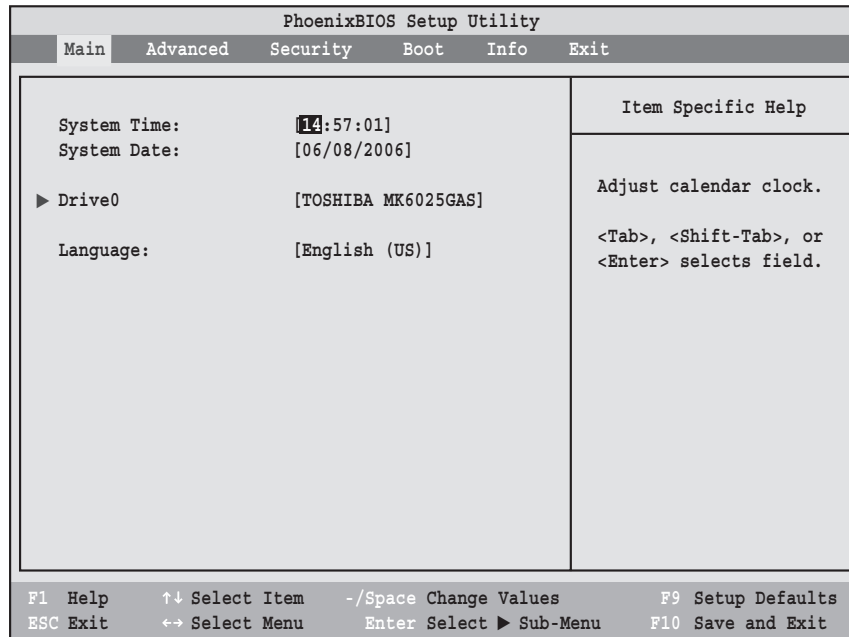 PhoenixBIOS Setup Utility
Main Advanced Security Boot Info Exit
System Time: [14:57:01]
System Date: [06/08/2006]
▶ Drive0 [TOSHIBA MK6025GAS]
Language: [English (US)]
Item Specific Help
Adjust calendar clock.
<Tab>, <Shift-Tab>, or
<Enter> selects field.
F1 Help ↑↓ Select Item -/Space Change Values F9 Setup Defaults
ESC Exit ←→ Select Menu Enter Select ▶ Sub-Menu F10 Save and Exit